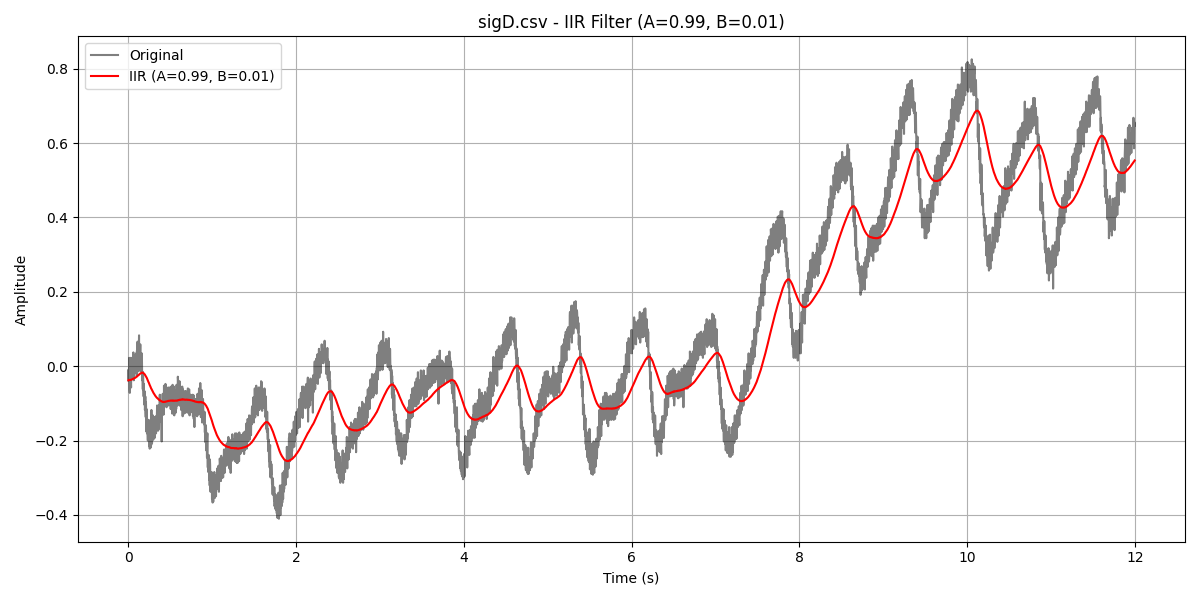 sigD.csv - IIR Filter (A=0.99, B=0.01)
Original
IIR (A=0.99, B=0.01)
Amplitude
0.8
0.6
0.4
0.2
0.0
−0.2
−0.4
0 2 4 6 8 10 12
Time (s)